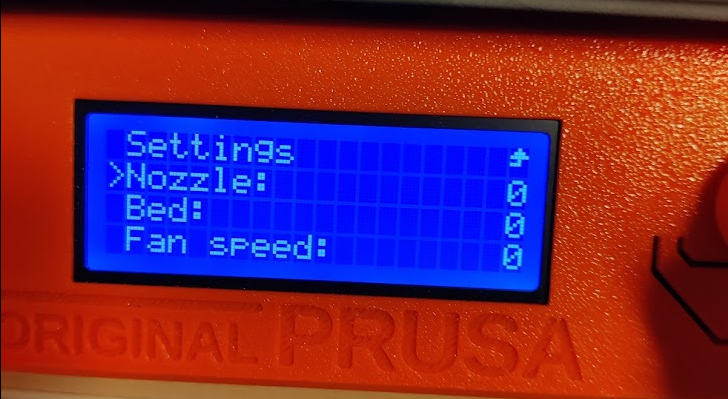 Settings
>Nozzle: 0
Bed: 0
Fan speed: 0
ORIGINAL PRUSA